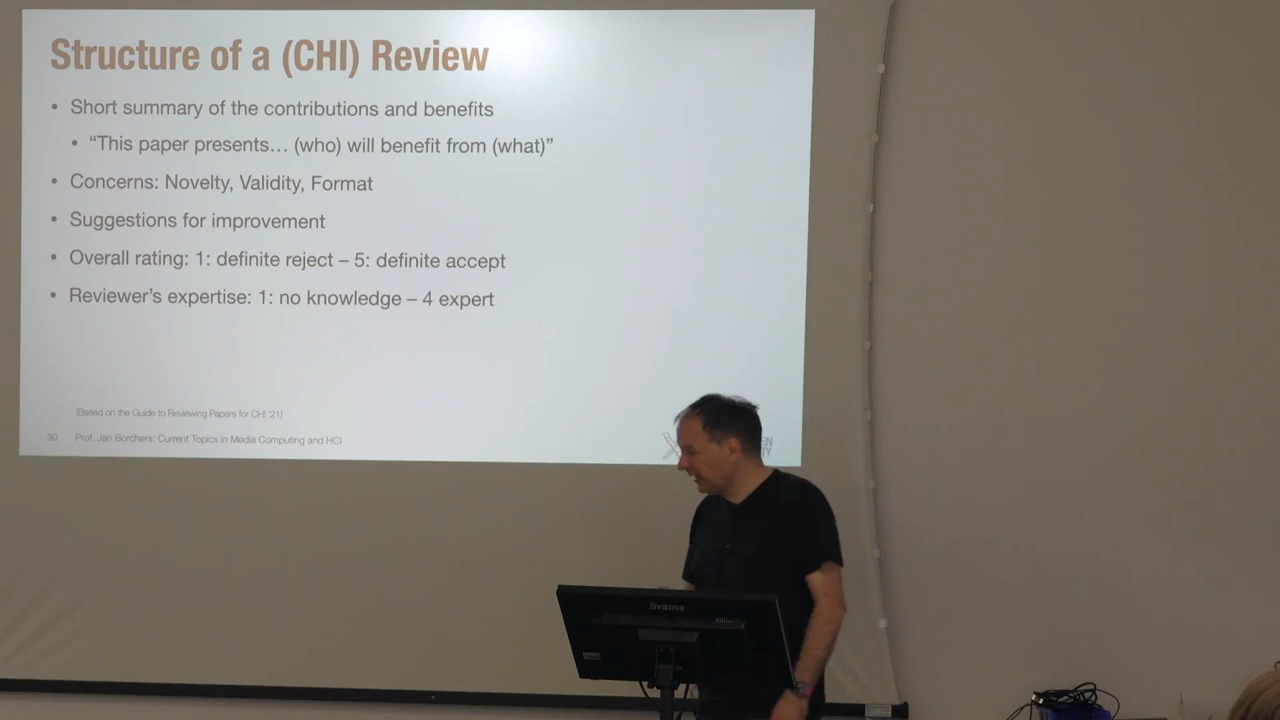 Structure of a (CHI) Review
• Short summary of the contributions and benefits
• “This paper presents… (who) will benefit from (what)”
• Concerns: Novelty, Validity, Format
• Suggestions for improvement
• Overall rating: 1: definite reject – 5: definite accept
• Reviewer’s expertise: 1: no knowledge – 4 expert
[Based on the Guide to Reviewing Papers for CHI ’21]
30 Prof. Jan Borchers: Current Topics in Media Computing and HCI
iiyama